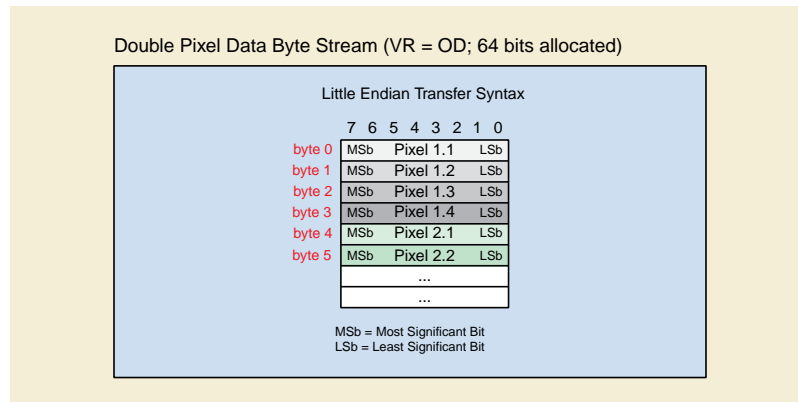 Double Pixel Data Byte Stream (VR = OD; 64 bits allocated)
Little Endian Transfer Syntax
7 6 5 4 3 2 1 0
byte 0 MSb Pixel 1.1 LSb
byte 1 MSb Pixel 1.2 LSb
byte 2 MSb Pixel 1.3 LSb
byte 3 MSb Pixel 1.4 LSb
byte 4 MSb Pixel 2.1 LSb
byte 5 MSb Pixel 2.2 LSb
...
...
MSb = Most Significant Bit
LSb = Least Significant Bit